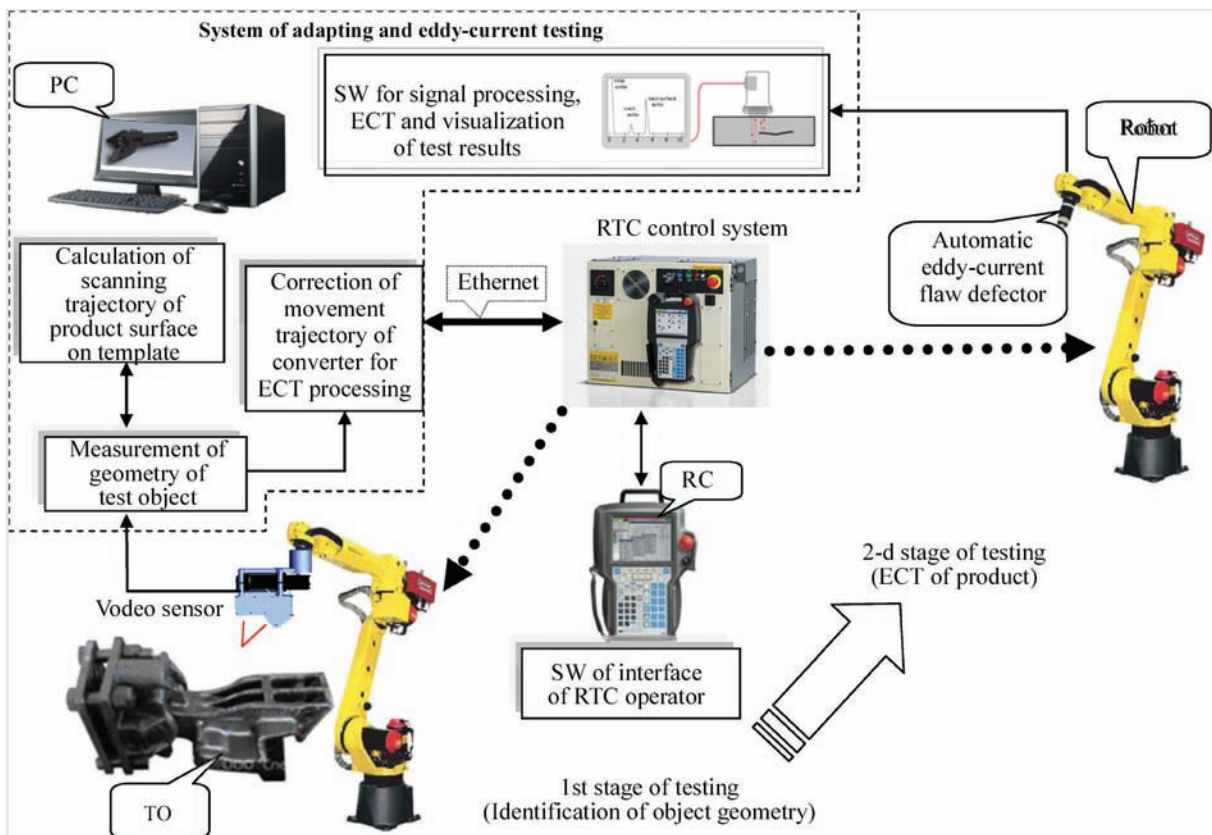 System of adapting and eddy-current testing
PC
SW for signal processing,
ECT and visualization
of test results
Robot
Automatic
eddy-current
flaw defector
RTC control system
Ethernet
Calculation of
scanning
trajectory of
product surface
on template
Correction of
movement
trajectory of
converter for
ECT processing
Measurement of
geometry of
test object
Vodeo sensor
RC
SW of interface
of RTC operator
2-d stage of testing
(ECT of product)
1st stage of testing
(Identification of object geometry)
TO